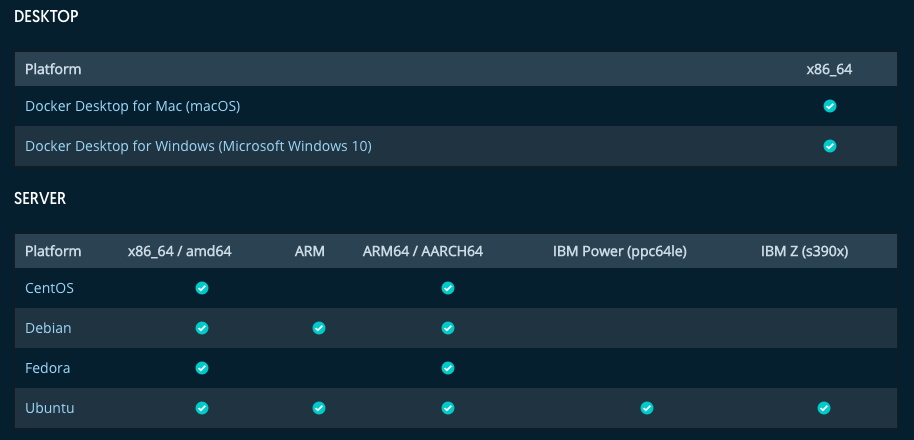 DESKTOP
Platform x86_64
Docker Desktop for Mac (macOS)
Docker Desktop for Windows (Microsoft Windows 10)
SERVER
Platform x86_64 / amd64 ARM ARM64 / AARCH64 IBM Power (ppc64le) IBM Z (s390x)
CentOS
Debian
Fedora
Ubuntu